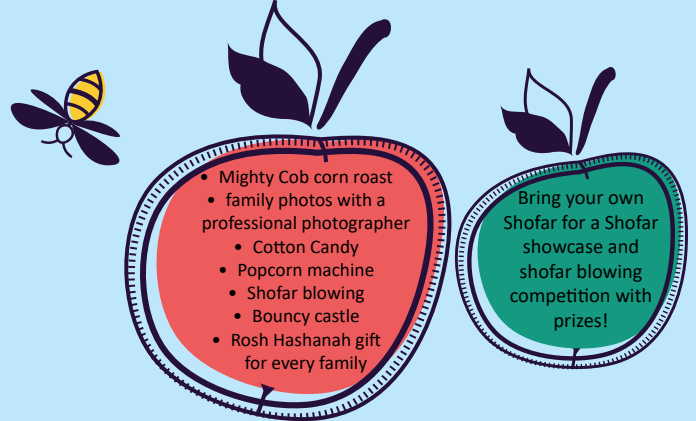 • Mighty Cob corn roast
• family photos with a
professional photographer
• Cotton Candy
• Popcorn machine
• Shofar blowing
• Bouncy castle
• Rosh Hashanah gift
for every family
Bring your own
Shofar for a Shofar
showcase and
shofar blowing
competition with
prizes!